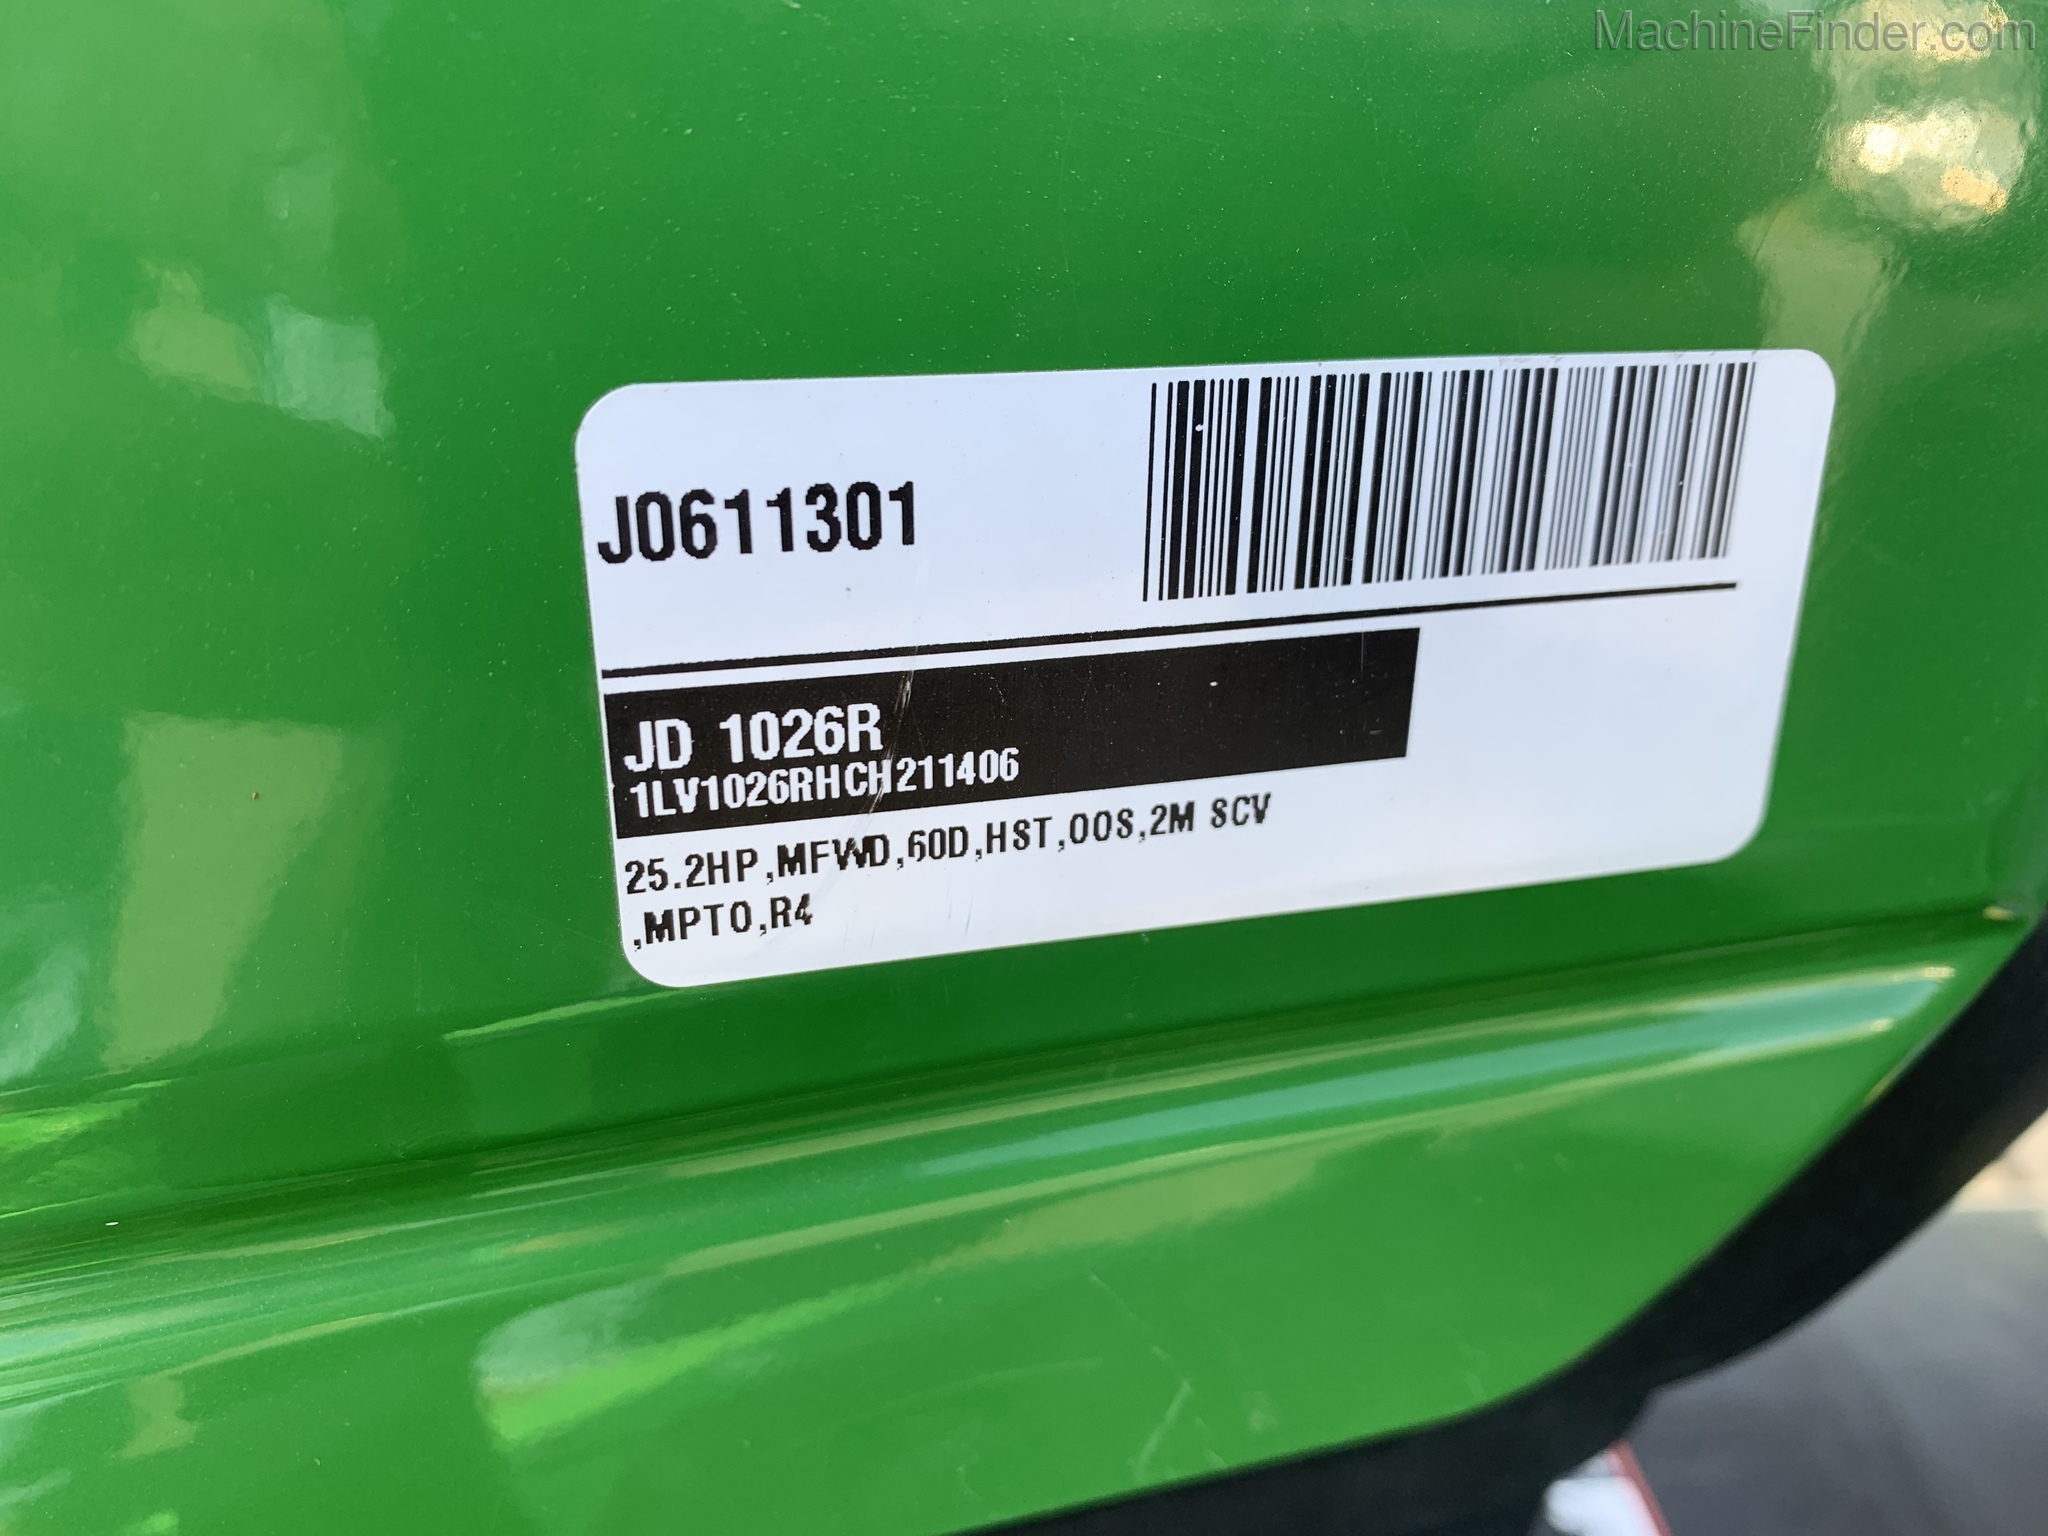 MachineFinder.com
J0611301
JD 1026R
1LV1026RHCH211406
25.2HP,MFWD,60D,HST,OOS,2M SCV
,MPTO,R4